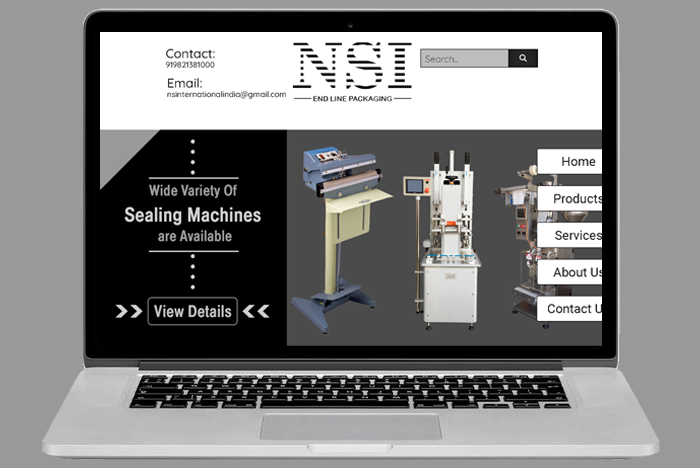 Contact:
919821381000
Email:
nsinternationalindia@gmail.com
NSI
END LINE PACKAGING
Search...
Wide Variety Of
Sealing Machines
are Available
View Details
Home
Products
Services
About Us
Contact U